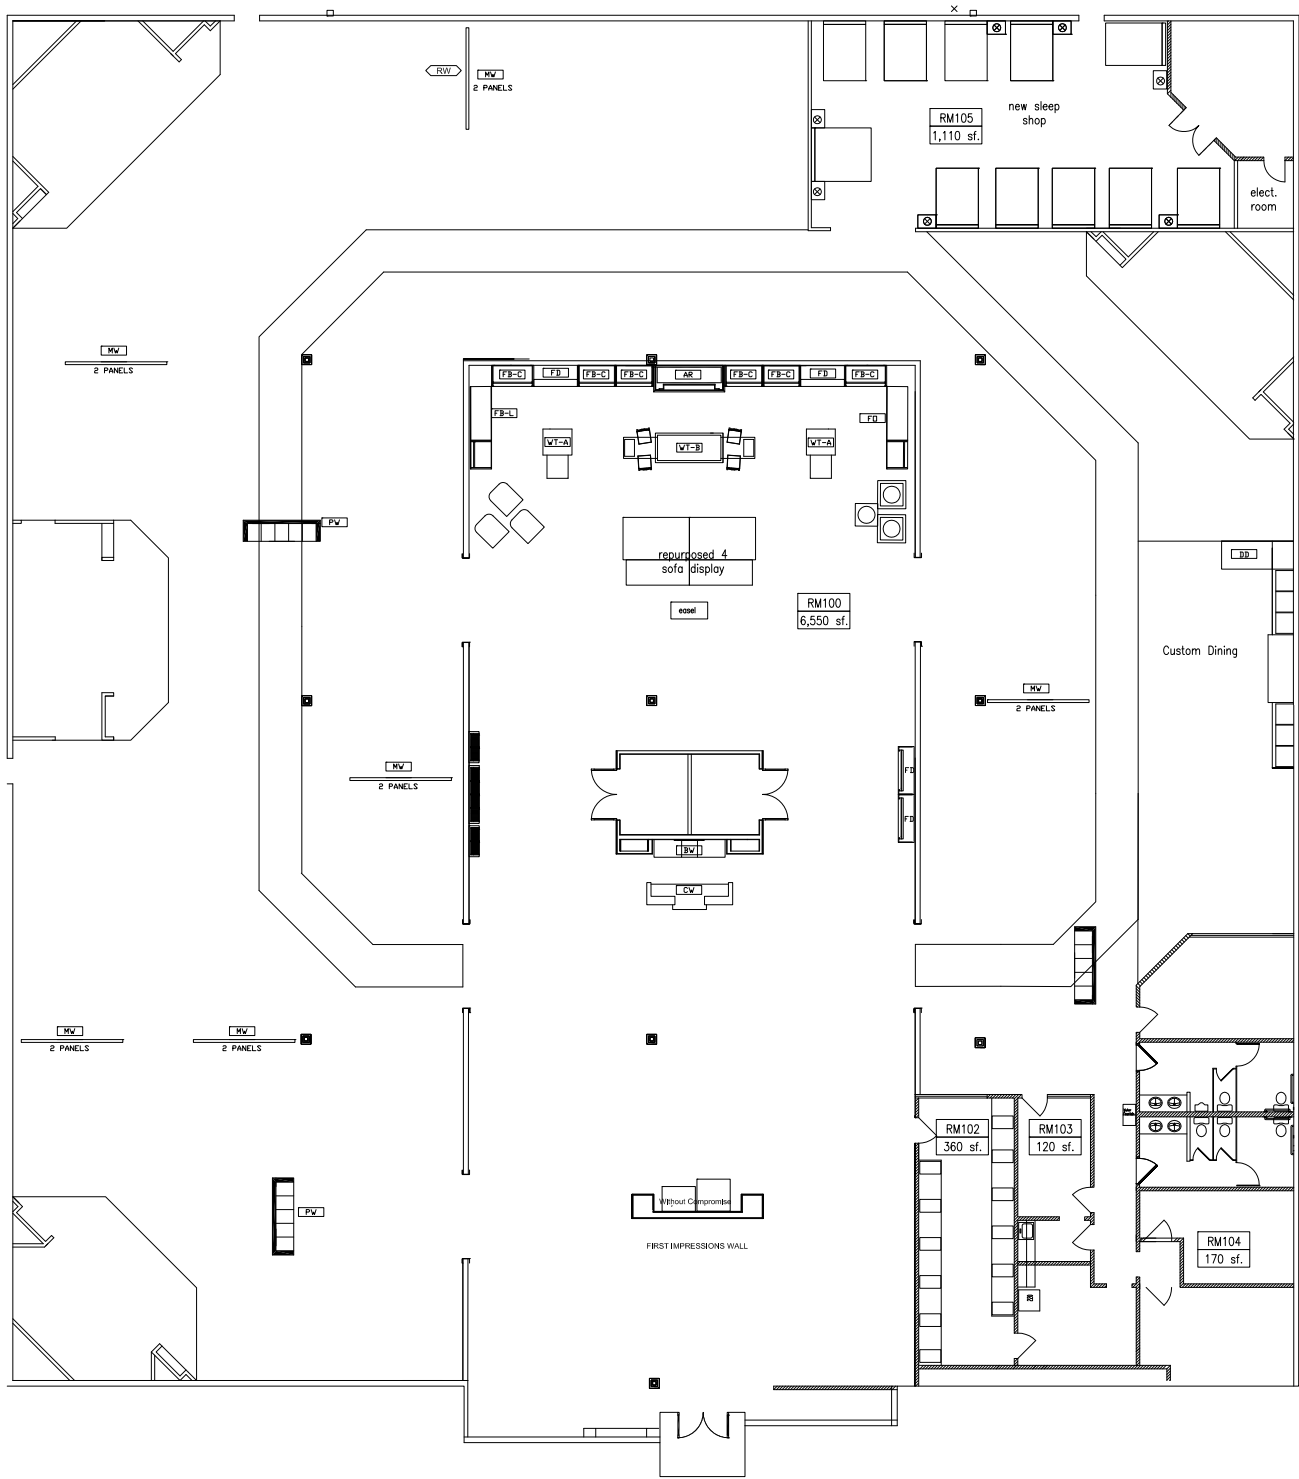 RW
MW
2 PANELS
RM105
1,110 sf.
new sleep
shop
elect.
room
MW
2 PANELS
FB-C
FD
FB-C
FB-C
AR
FB-C
FB-C
FD
FB-C
FB-L
FD
WT-A
WT-B
WT-A
PW
repurposed 4
sofa display
easel
RM100
6,550 sf.
DD
Custom Dining
MW
2 PANELS
MW
2 PANELS
FD
FD
BW
CW
MW
2 PANELS
MW
2 PANELS
RM102
360 sf.
RM103
120 sf.
Without Compromise
PW
FIRST IMPRESSIONS WALL
RM104
170 sf.